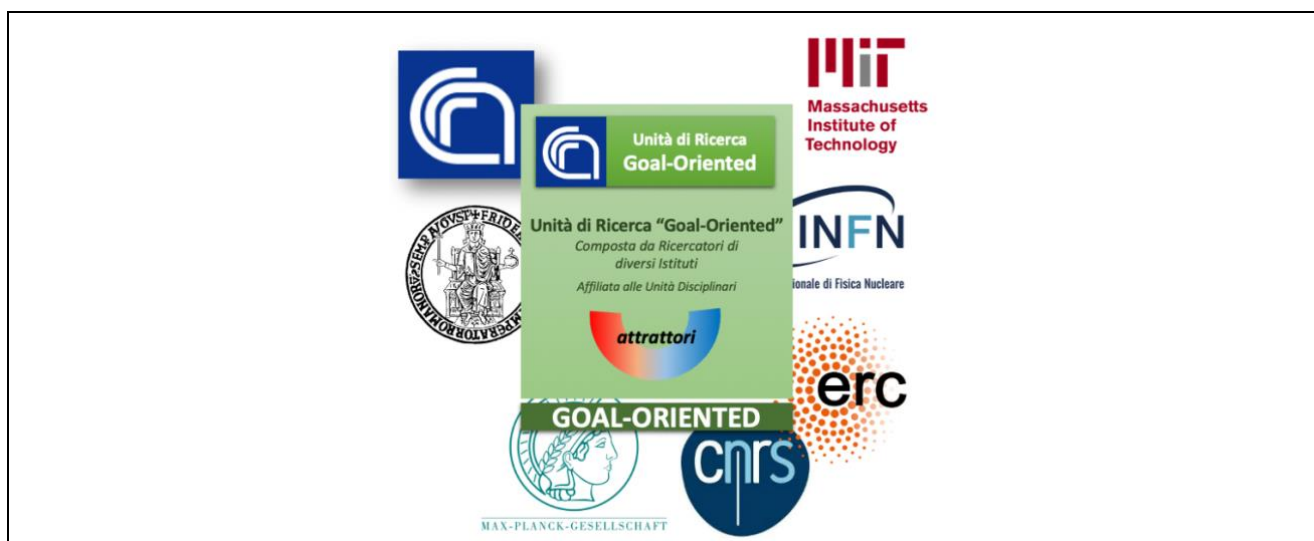 Massachusetts
Institute of
Technology
Unità di Ricerca
Goal-Oriented
INFN
ionale di Fisica Nucleare
Unità di Ricerca “Goal-Oriented”
Composta da Ricercatori di
diversi Istituti
Affiliata alle Unità Disciplinari
attrattori
erc
GOAL-ORIENTED
cnrs
MAX-PLANCK-GESELLSCHAFT